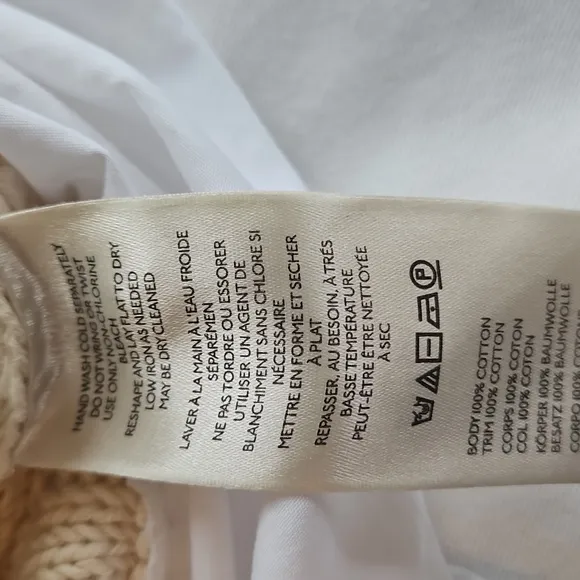 HAND WASH COLD SEPARATELY
DO NOT WRING OR TWIST
USE ONLY NON-CHLORINE
BLEACH
RESHAPE AND LAY FLAT TO DRY
LOW IRON AS NEEDED
MAY BE DRY CLEANED
LAVER À LA MAIN À L'EAU FROIDE
SÉPARÉMEN
NE PAS TORDRE OU ESSORER
UTILISER UN AGENT DE
BLANCHIMENT SANS CHLORE SI
NÉCESSAIRE
METTRE EN FORME ET SECHER
À PLAT
REPASSER, AU BESOIN, À TRÉS
BASSE TEMPÉRATURE
PEUT-ÊTRE ÊTRE NETTOYÉE
À SEC
P
BODY 100% COTTON
TRIM 100% COTTON
CORPS 100% COTON
COL 100% COTON
KÖRPER 100% BAUMWOLLE
BESATZ 100% BAUMWOLLE
CORPO 100%